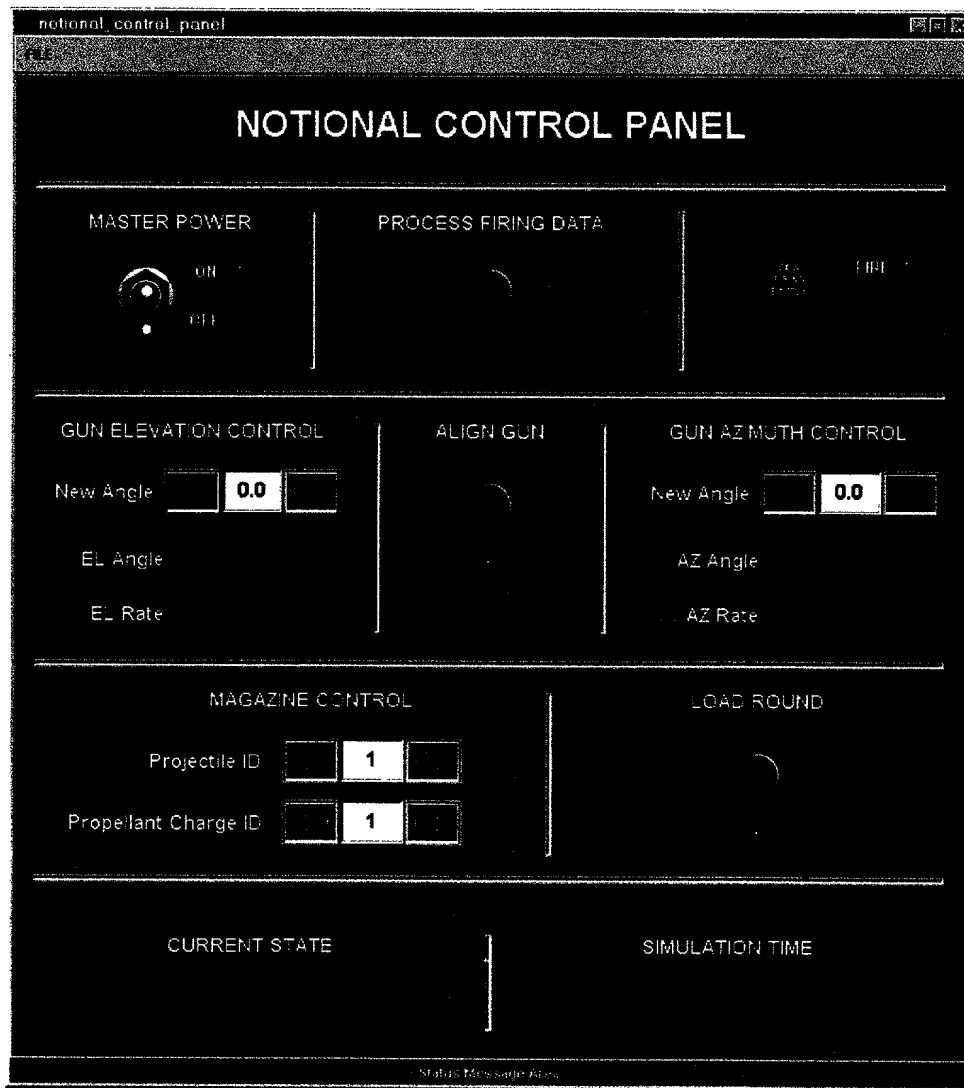 notional_control_panel
FILE
NOTIONAL CONTROL PANEL
MASTER POWER
ON
OFF
PROCESS FIRING DATA
FIRE
GUN ELEVATION CONTROL
New Angle 0.0
EL Angle
EL Rate
ALIGN GUN
GUN AZIMUTH CONTROL
New Angle 0.0
AZ Angle
AZ Rate
MAGAZINE CONTROL
Projectile ID 1
Propellant Charge ID 1
LOAD ROUND
CURRENT STATE
SIMULATION TIME
Status Message Area